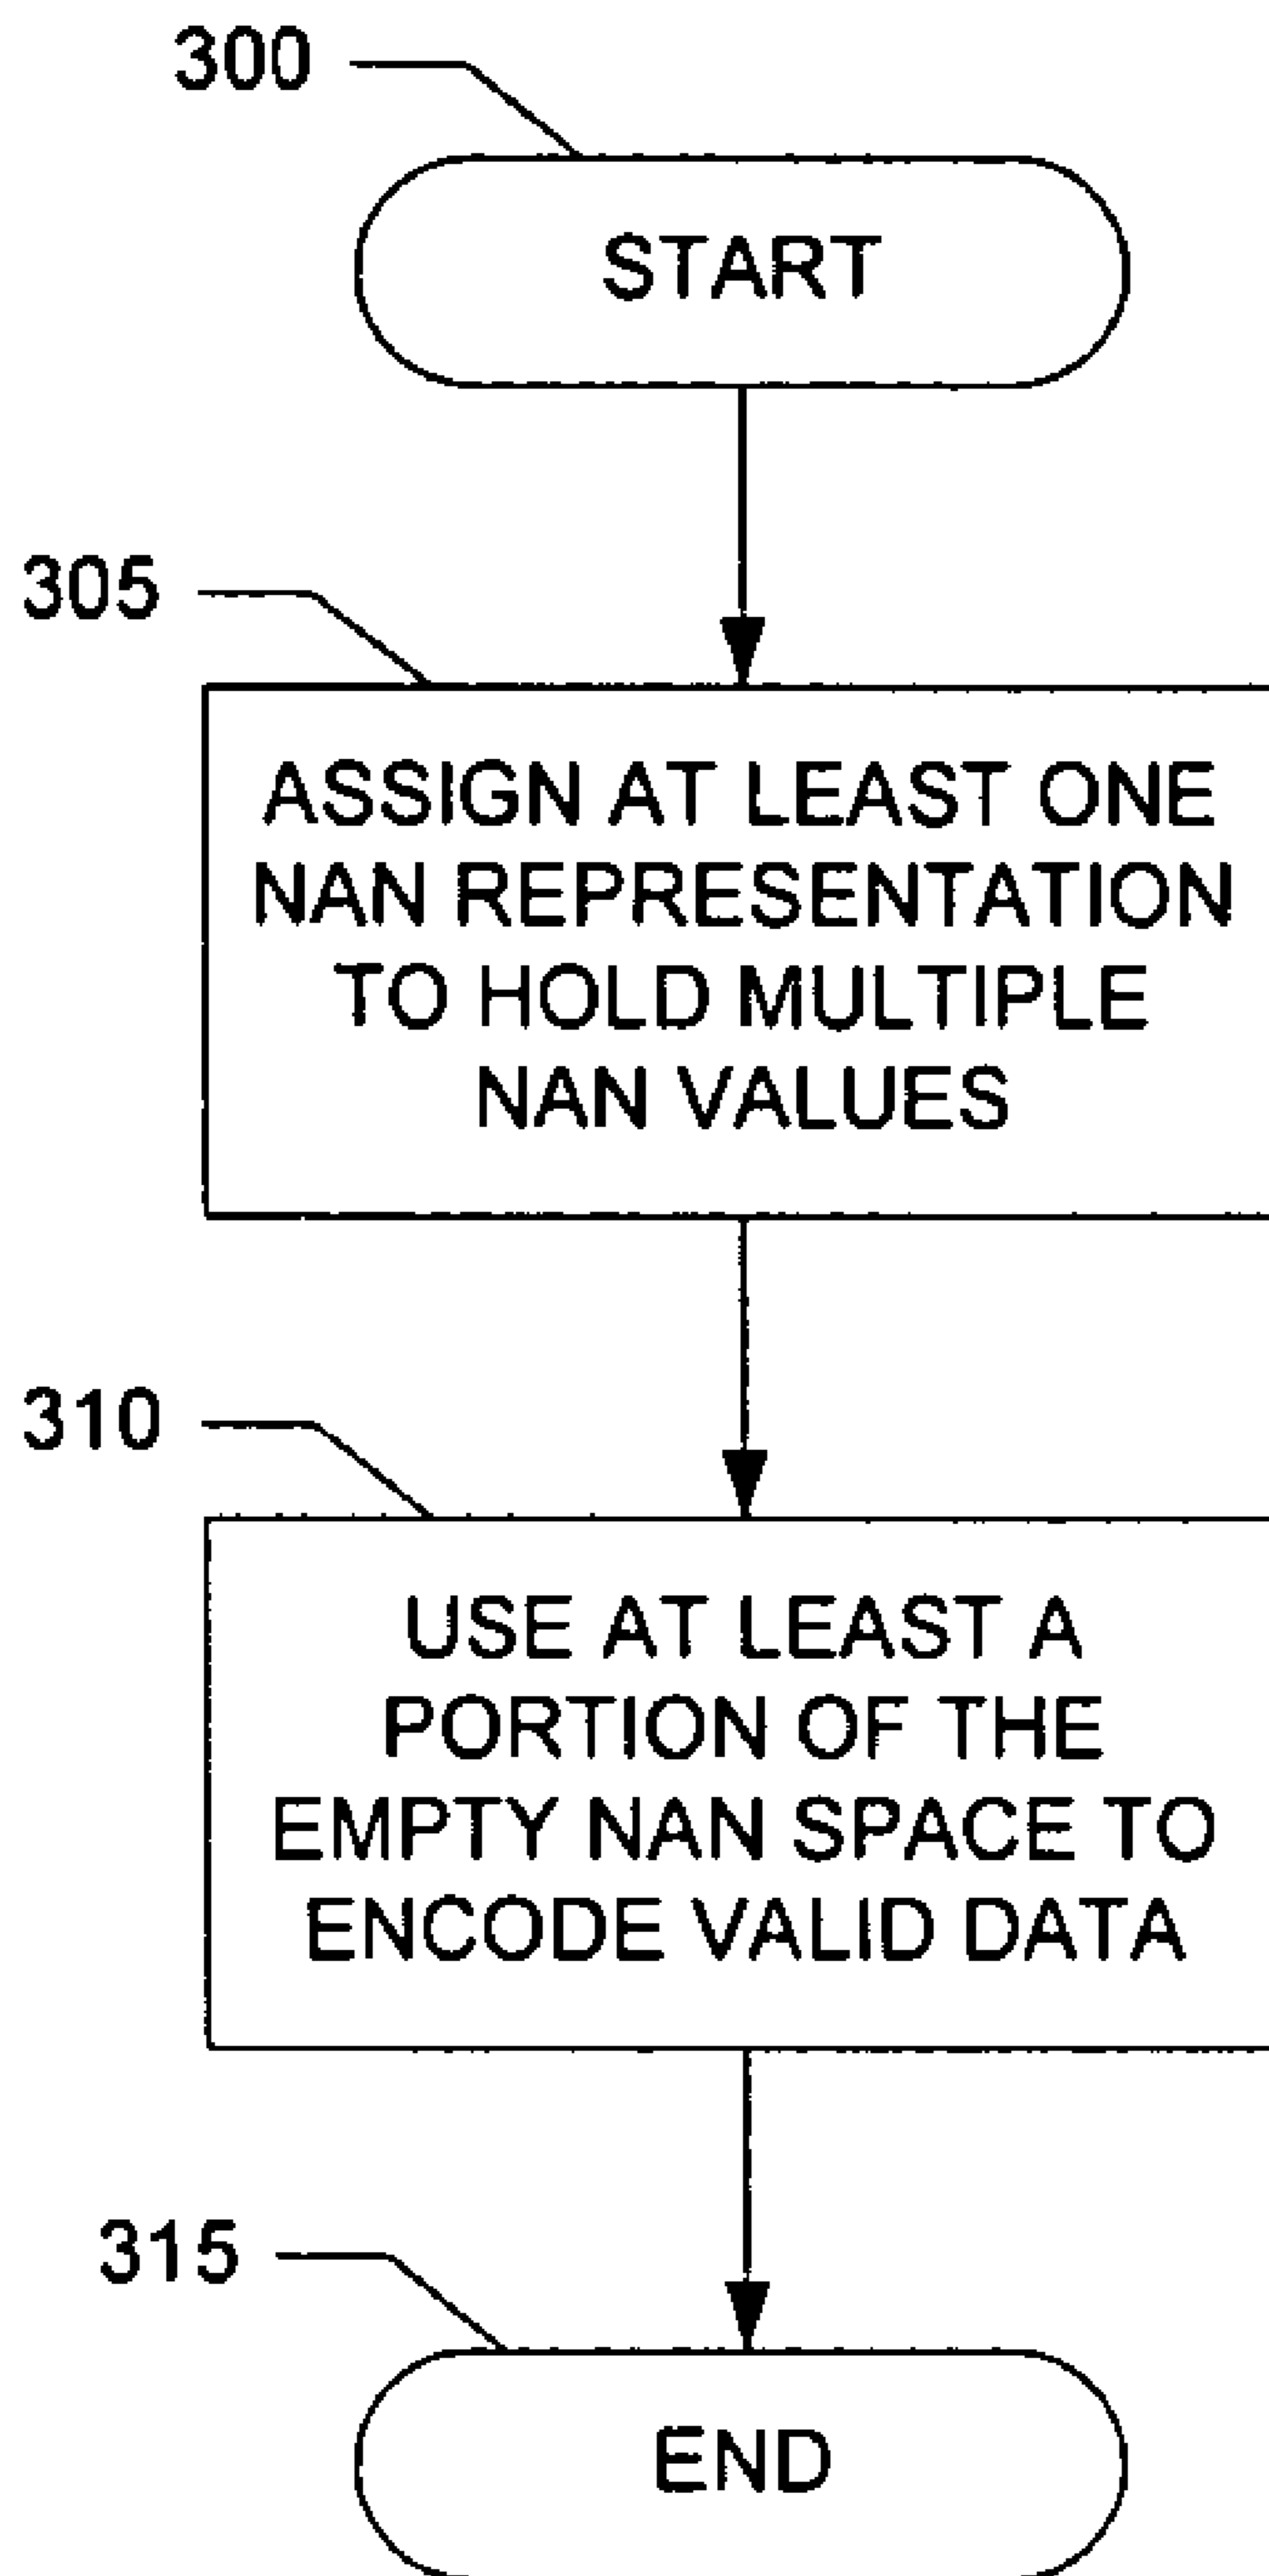 300
START
305
ASSIGN AT LEAST ONE
NAN REPRESENTATION
TO HOLD MULTIPLE
NAN VALUES
310
USE AT LEAST A
PORTION OF THE
EMPTY NAN SPACE TO
ENCODE VALID DATA
315
END